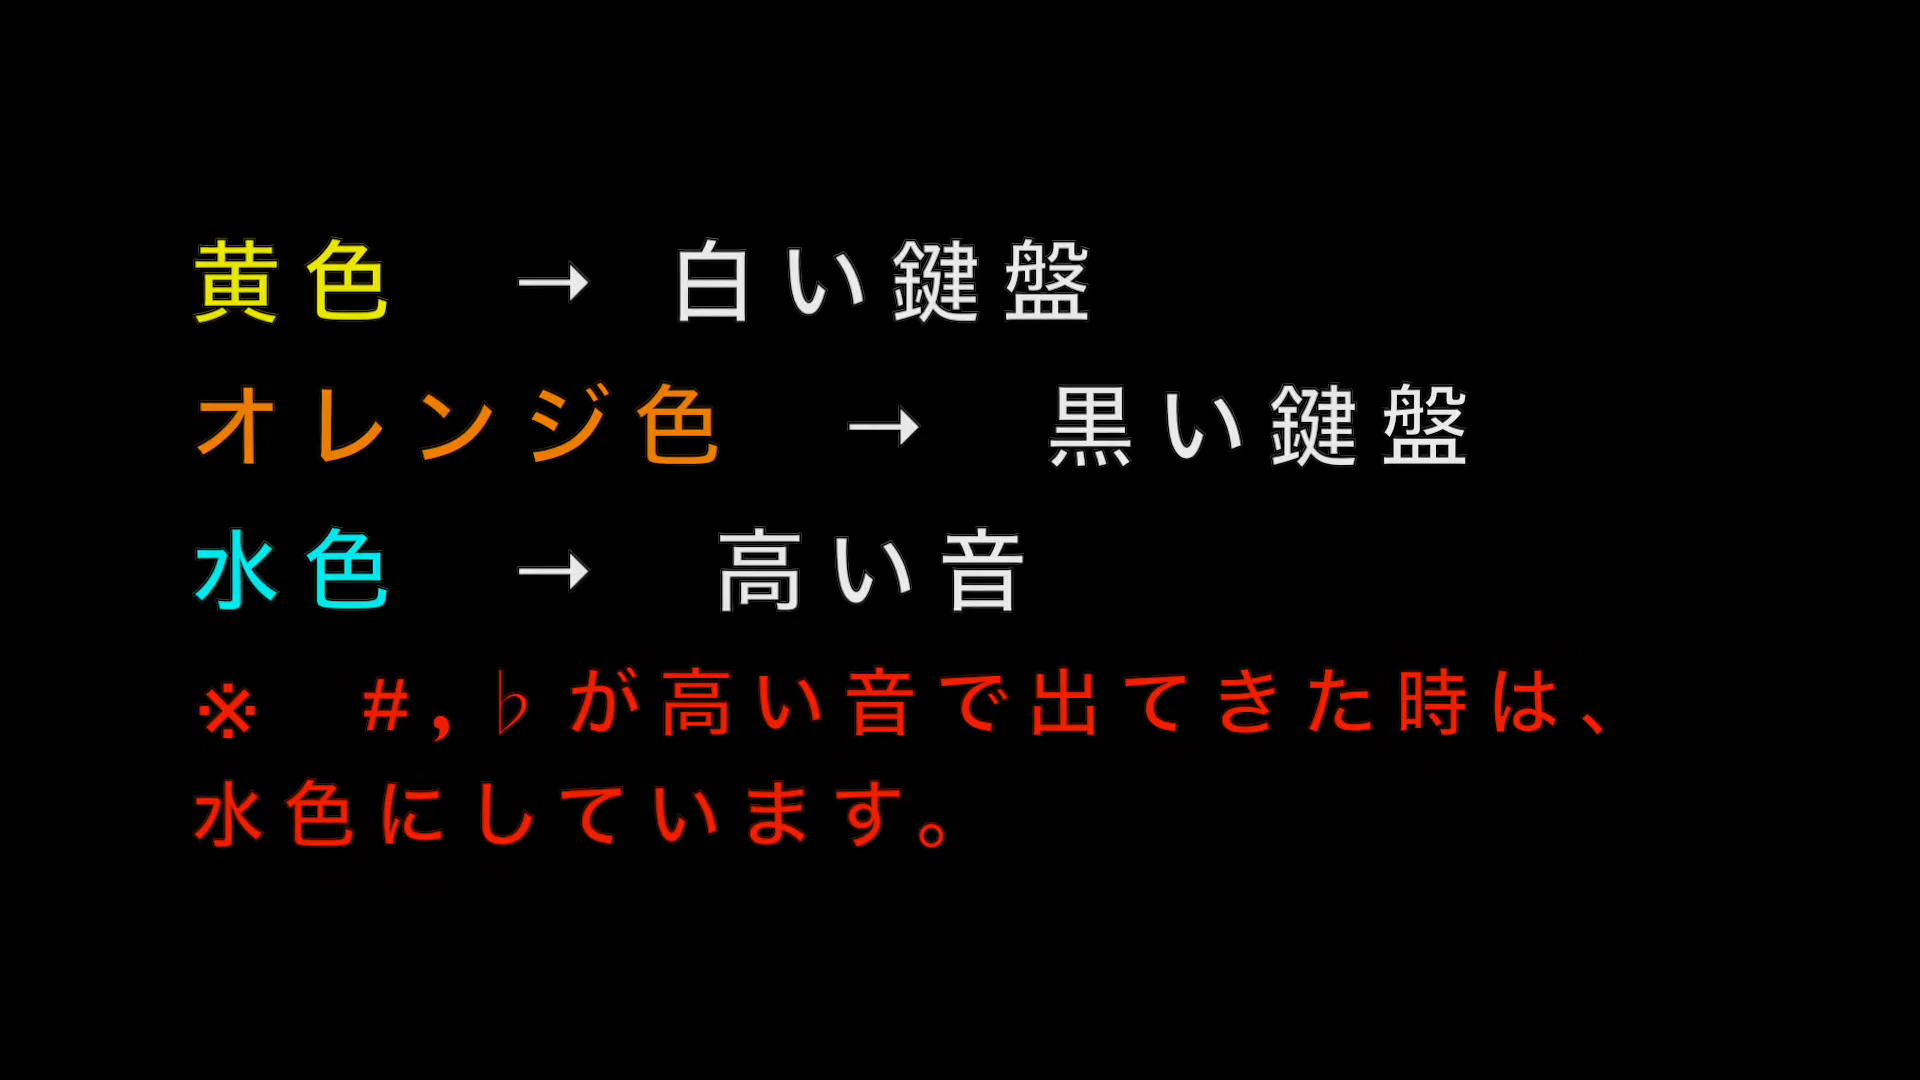 黄色　→ 白い鍵盤
オレンジ色　→　黒い鍵盤
水色　→　高い音
※　#,♭が高い音で出てきた時は、
水色にしています。